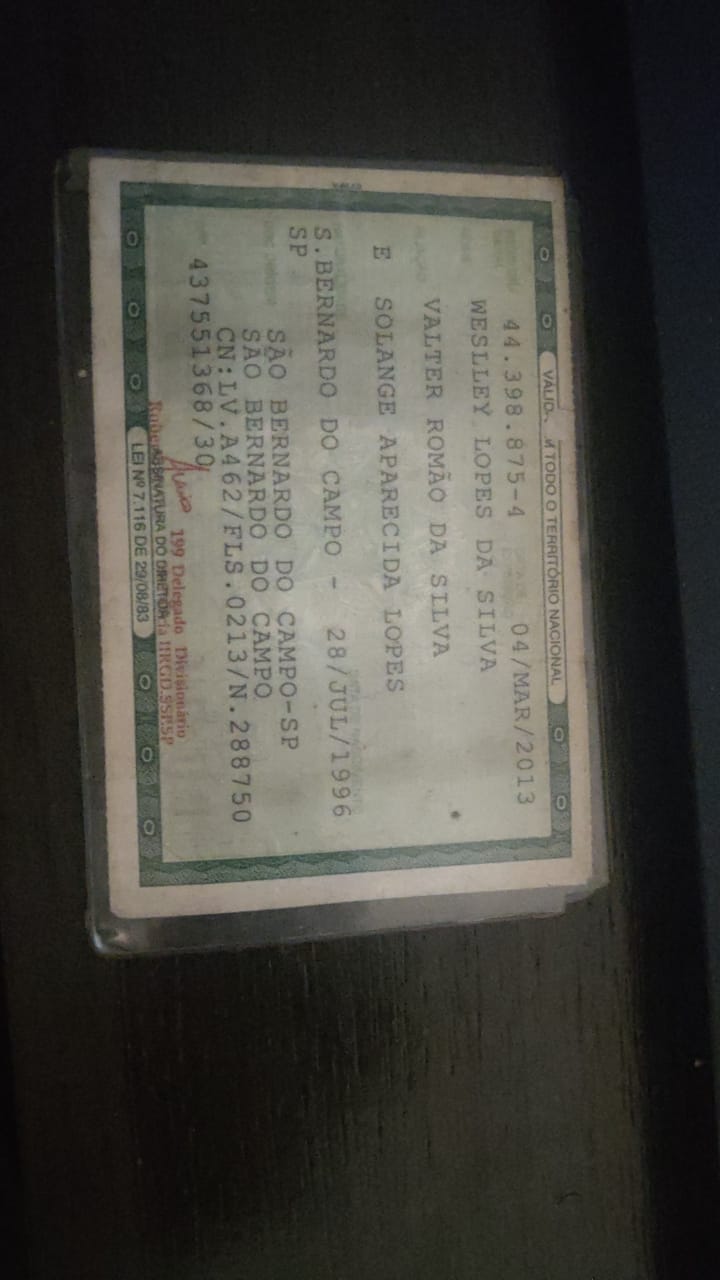 VÁLIDA EM TODO O TERRITÓRIO NACIONAL
44.398.875-4 04/MAR/2013
WESLLEY LOPES DA SILVA
VALTER ROMÃO DA SILVA
E SOLANGE APARECIDA LOPES
S.BERNARDO DO CAMPO - 28/JUL/1996
SP
SÃO BERNARDO DO CAMPO-SP
SÃO BERNARDO DO CAMPO
CN:LV.A462/FLS.0213/N.288750
437551368/30
199 Delegado Divisionário
ASSINATURA DO DIRETOR
IIRGD.SSP.SP
LEI Nº 7.116 DE 29/08/83